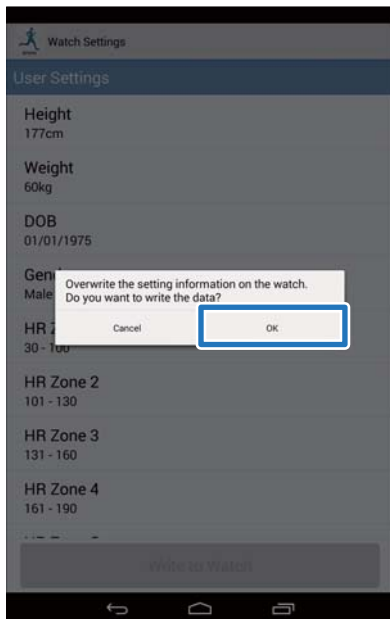 Watch Settings
User Settings
Height
177cm
Weight
60kg
DOB
01/01/1975
Male
Overwrite the setting information on the watch.
Do you want to write the data?
Cancel
OK
30 - 100
HR Zone 2
101 - 130
HR Zone 3
131 - 160
HR Zone 4
161 - 190
Write to Watch